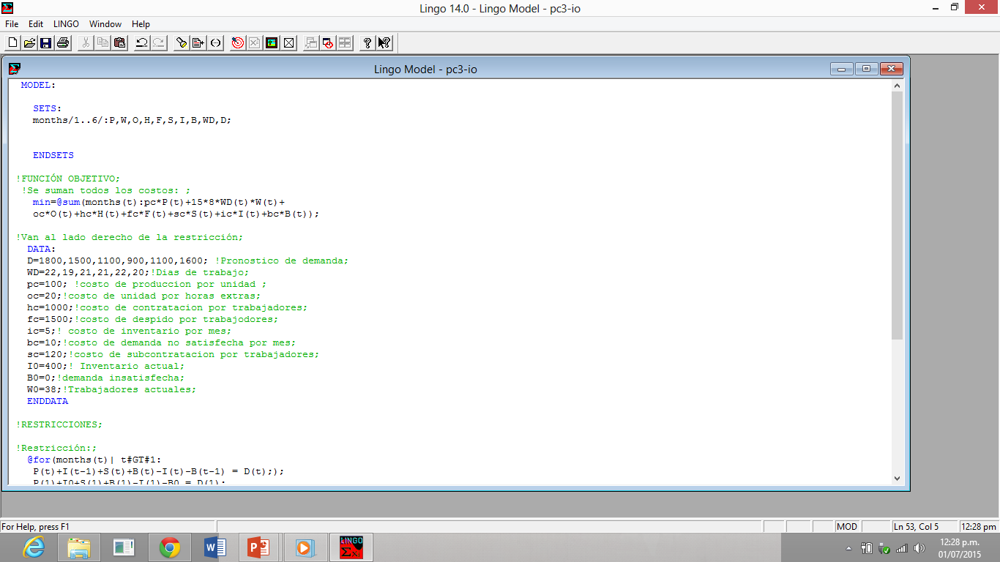 Lingo 14.0 - Lingo Model - pc3-io
File Edit LINGO Window Help
Lingo Model - pc3-io
MODEL:
SETS:
months/1..6/:P,W,O,H,F,S,I,B,WD,D;
ENDSETS
!FUNCIÓN OBJETIVO;
!Se suman todos los costos: ;
min=@sum(months(t):pc*P(t)+15*8*WD(t)*W(t)+
oc*O(t)+hc*H(t)+fc*F(t)+sc*S(t)+ic*I(t)+bc*B(t));
!Van al lado derecho de la restricción;
DATA:
D=1800,1500,1100,900,1100,1600; !Pronostico de demanda;
WD=22,19,21,21,22,20;!Dias de trabajo;
pc=100; !costo de produccion por unidad ;
oc=20;!costo de unidad por horas extras;
hc=1000;!costo de contratacion por trabajadores;
fc=1500;!costo de despido por trabajodores;
ic=5;! costo de inventario por mes;
bc=10;!costo de demanda no satisfecha por mes;
sc=120;!costo de subcontratacion por trabajadores;
I0=400;! Inventario actual;
B0=0;!demanda insatisfecha;
W0=38;!Trabajadores actuales;
ENDDATA
!RESTRICCIONES;
!Restricción:;
@for(months(t)| t#GT#1:
P(t)+I(t-1)+S(t)+B(t)-I(t)-B(t-1) = D(t););
P(1)+I0+S(1)+B(1)-I(1)-B0 = D(1);
For Help, press F1
MOD
Ln 53, Col 5
12:28 pm
12:28 p.m.
01/07/2015